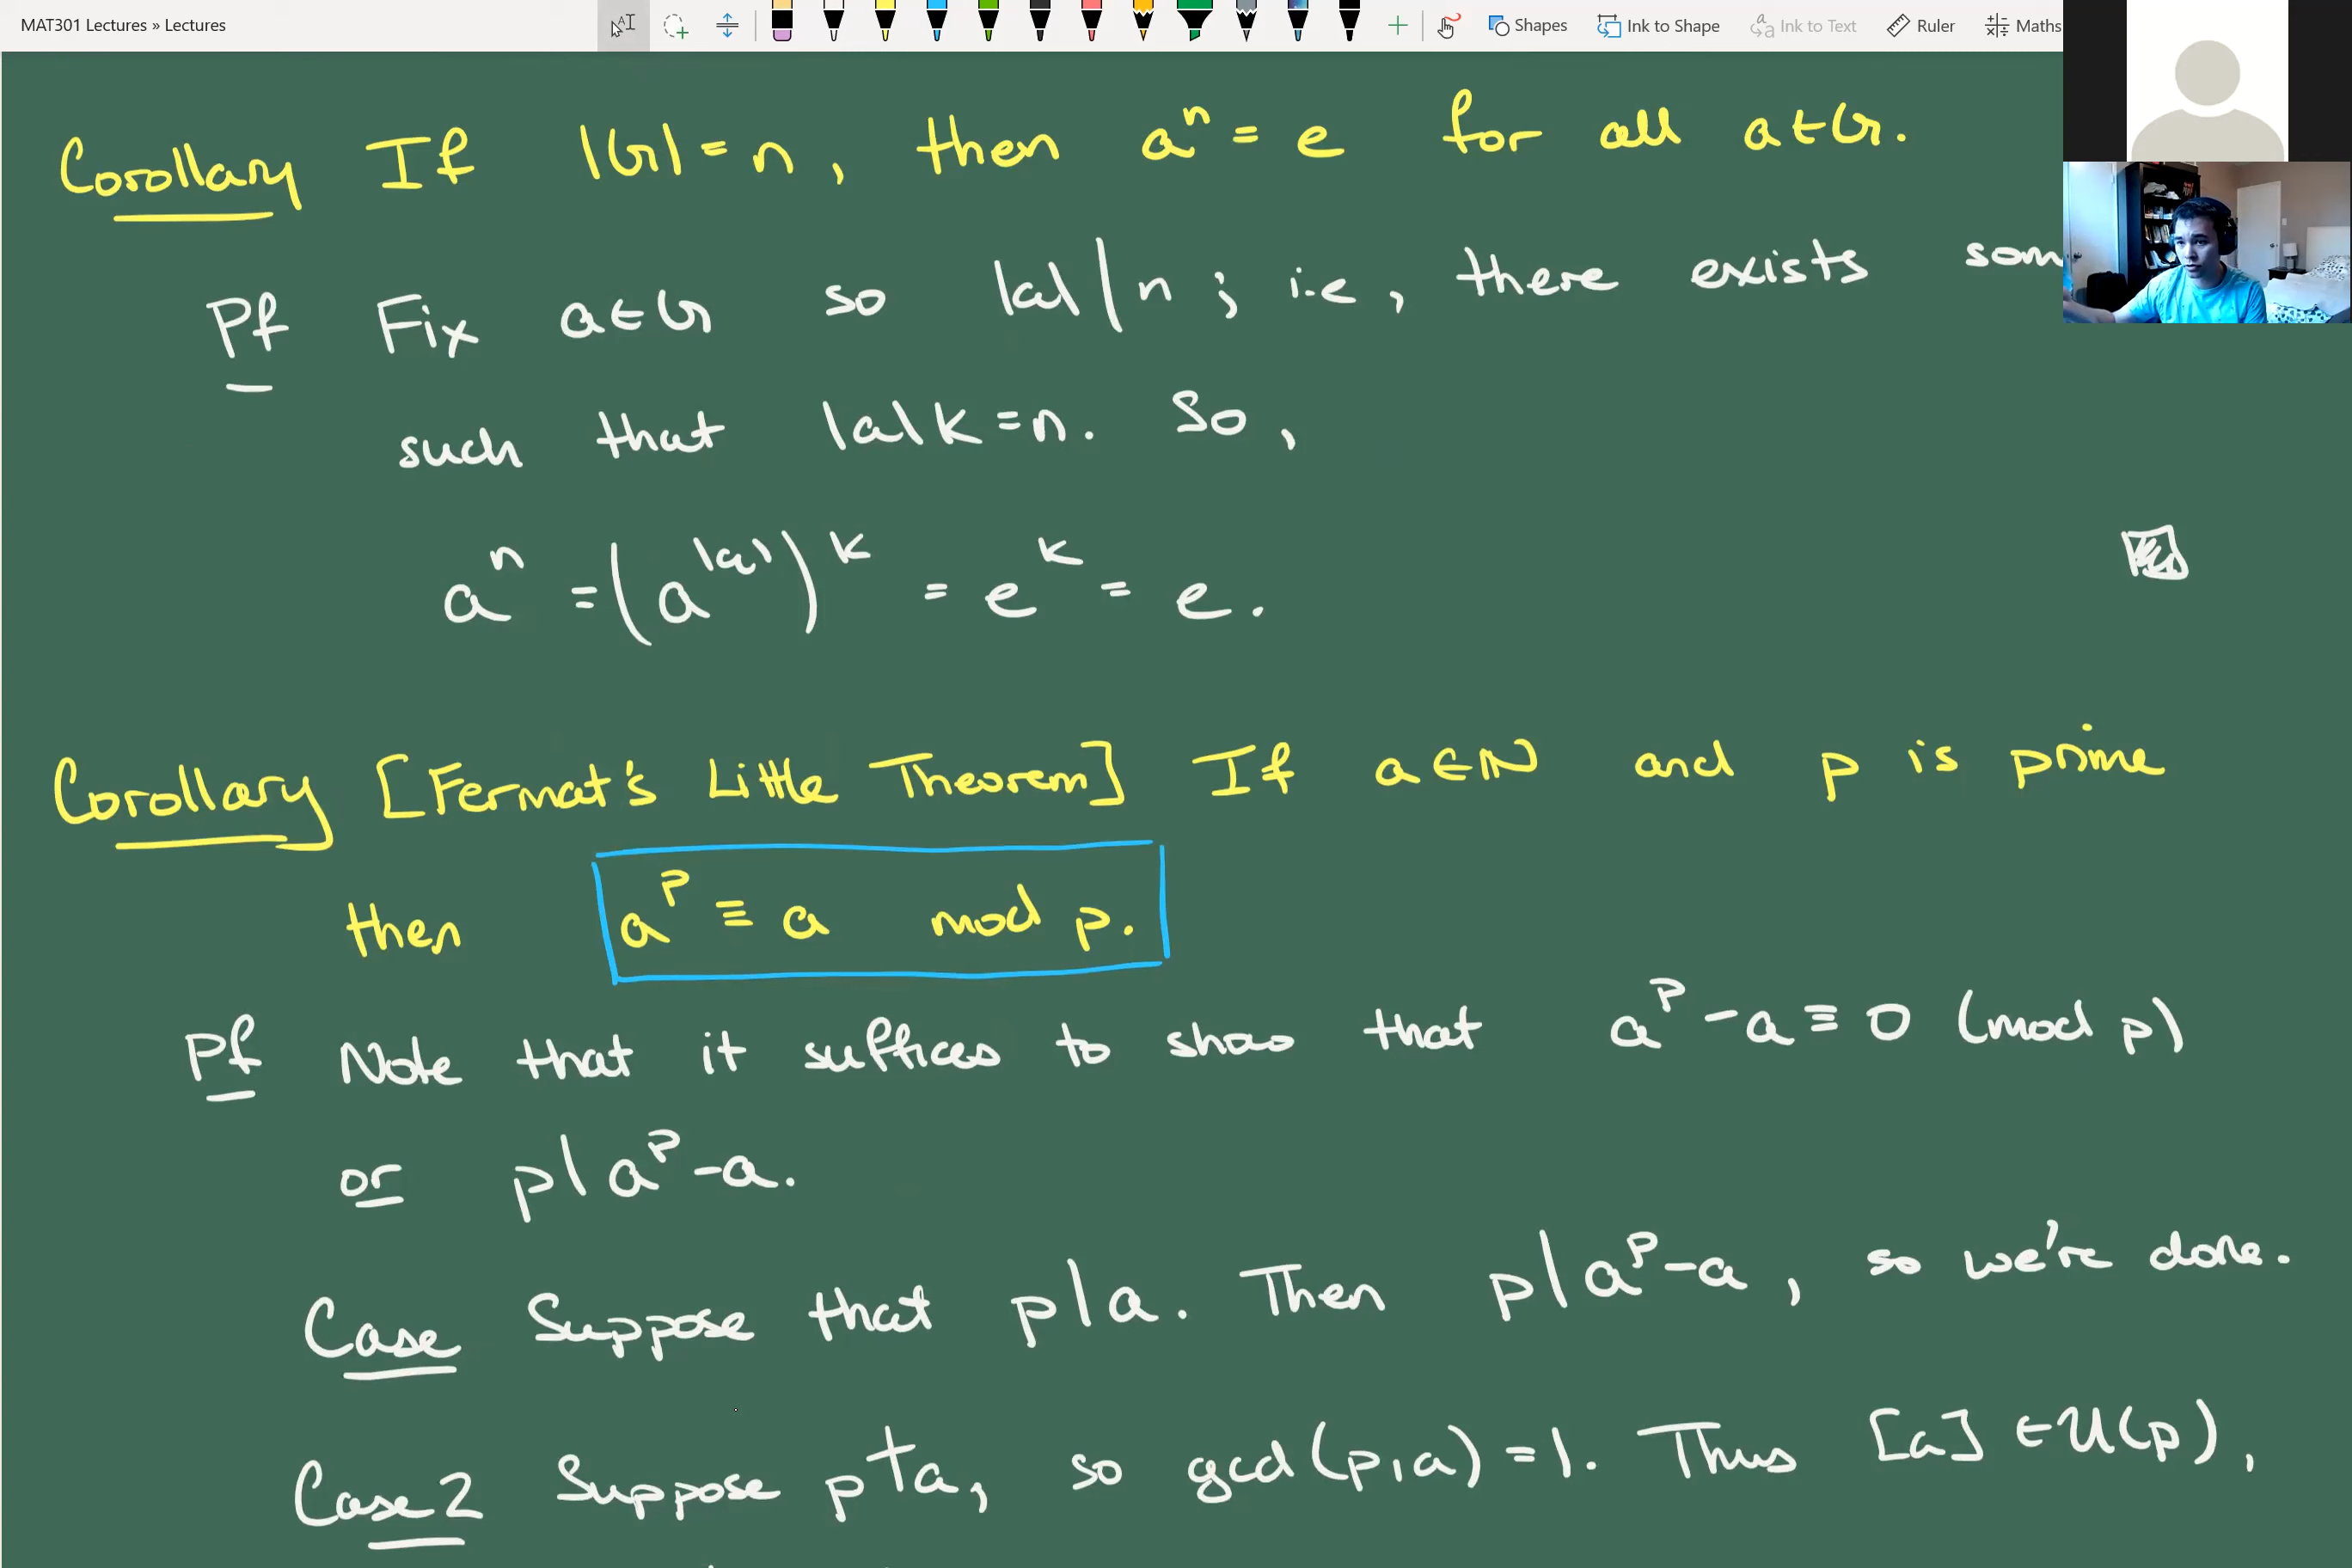 MAT301 Lectures » Lectures
Shapes Ink to Shape Ink to Text Ruler Maths
Corollary If |G| = n, then aⁿ = e for all a ∈ G.
Pf Fix a ∈ G so |a| | n ; i.e, there exists som
such that |a|k = n. So,
aⁿ = (a^|a|)^k = e^k = e.
Corollary [Fermat's Little Theorem] If a ∈ ℕ and p is prime
then a^p ≡ a mod p.
Pf Note that it suffices to show that a^p - a ≡ 0 (mod p)
or p | a^p - a.
Case Suppose that p | a. Then p | a^p - a, so we're done.
Case 2 Suppose p ∤ a, so gcd(p,a) = 1. Thus [a] ∈ U(p),